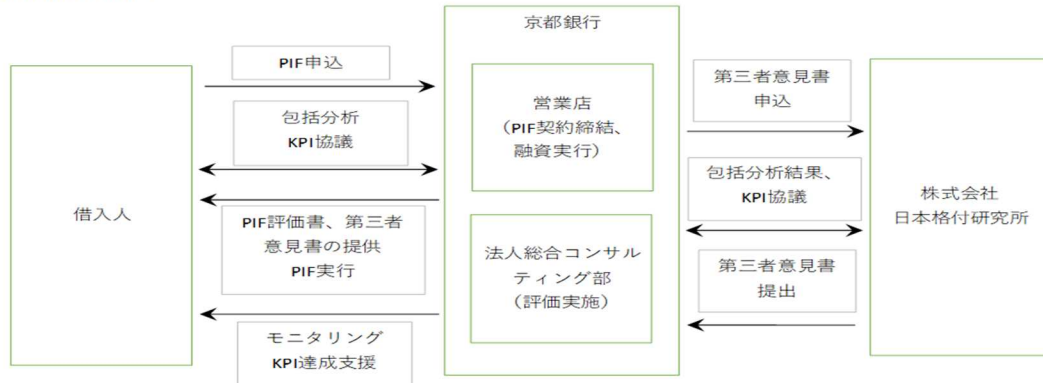 京都銀行
PIF申込
包括分析
KPI協議
借入人
PIF評価書、第三者
意見書の提供
PIF実行
モニタリング
KPI達成支援
営業店
(PIF契約締結、
融資実行)
法人総合コンサル
ティング部
(評価実施)
第三者意見書
申込
包括分析結果、
KPI協議
第三者意見書
提出
株式会社
日本格付研究所